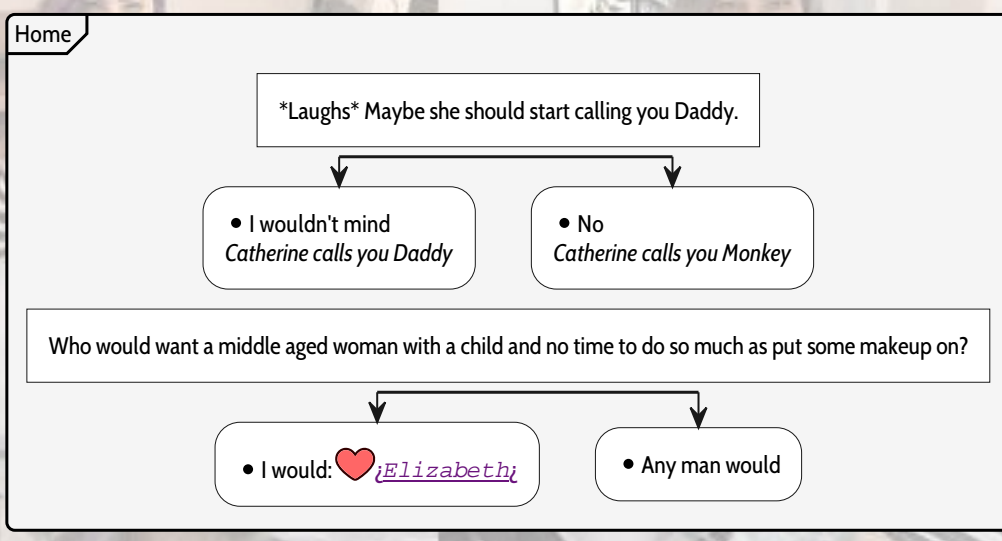 Home
*Laughs* Maybe she should start calling you Daddy.
• I wouldn't mind
Catherine calls you Daddy
• No
Catherine calls you Monkey
Who would want a middle aged woman with a child and no time to do so much as put some makeup on?
• I would: ❤¿Elizabeth¿
• Any man would